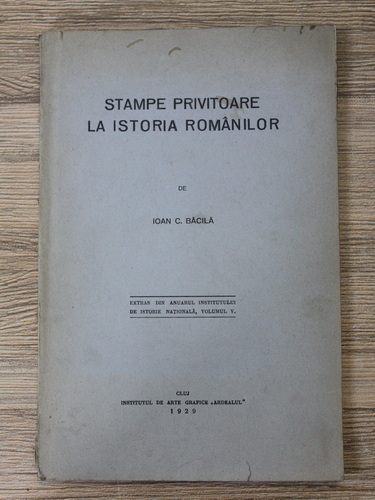 STAMPE PRIVITOARE
LA ISTORIA ROMÂNILOR
DE
IOAN C. BĂCILĂ
EXTRAS DIN ANUARUL INSTITUTULUI
DE ISTORIE NAȚIONALĂ, VOLUMUL V.
CLUJ
INSTITUTUL DE ARTE GRAFICE „ARDEALUL”
1929